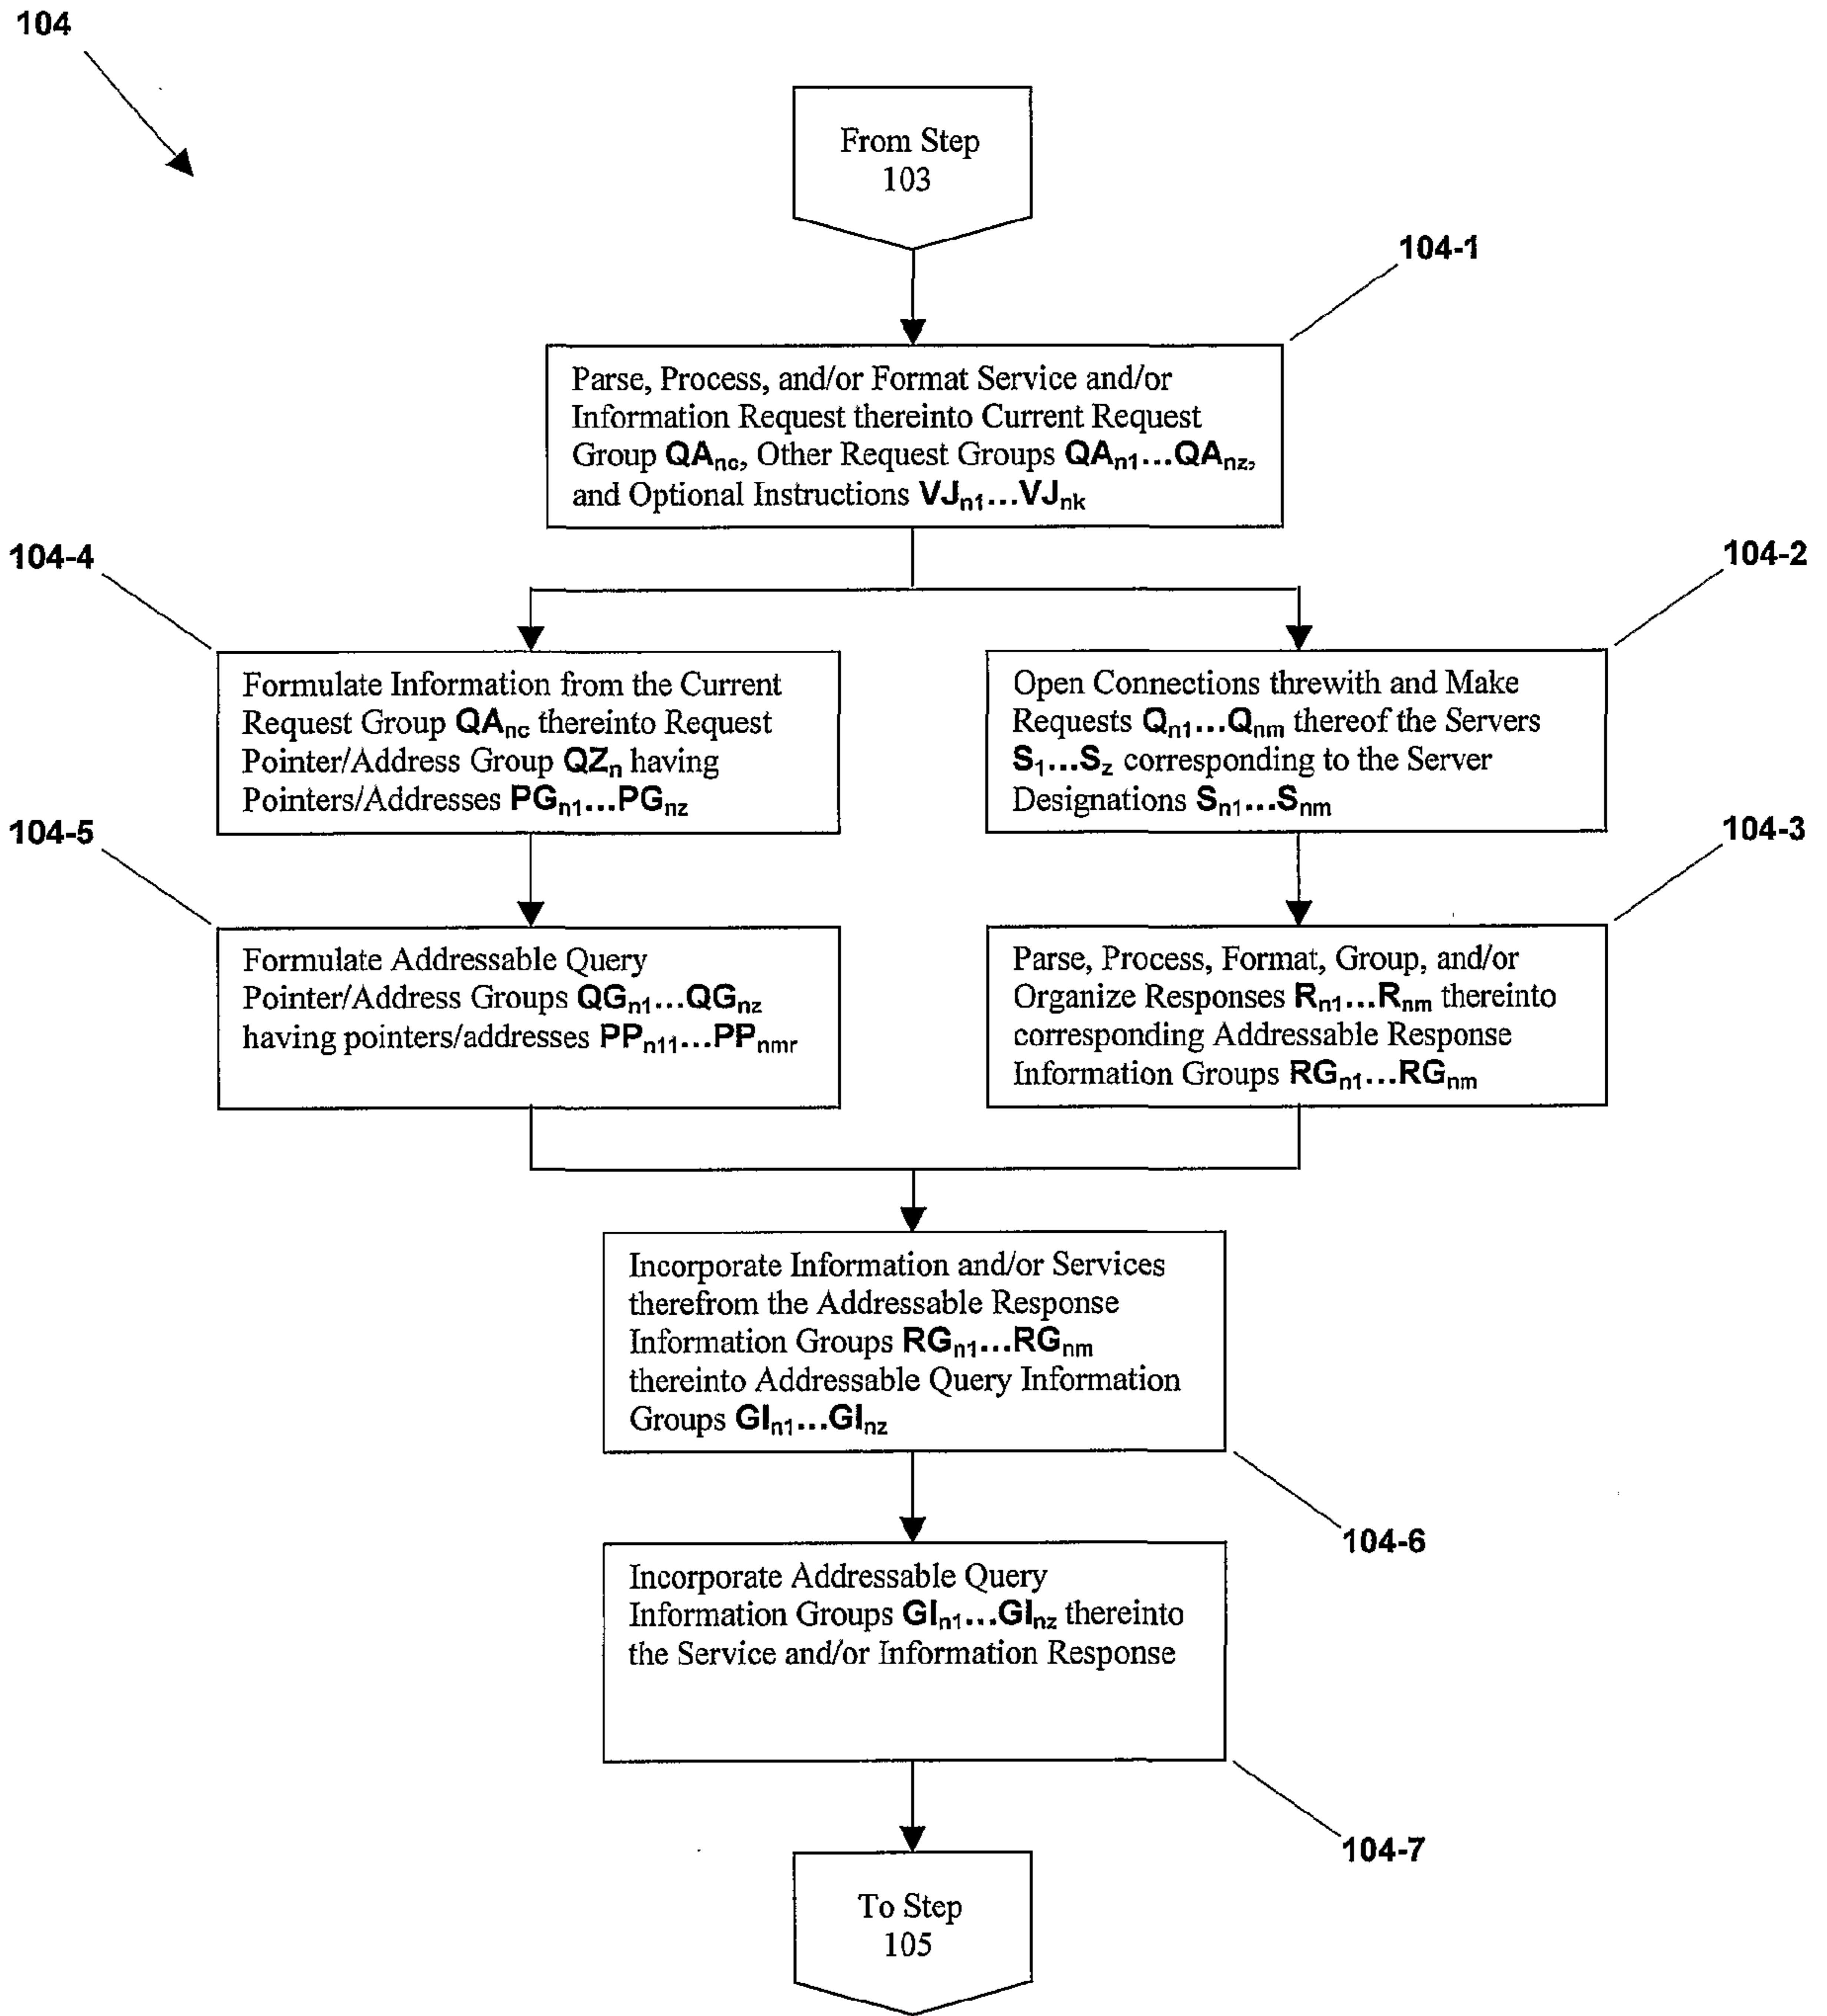 104
From Step
103
104-1
Parse, Process, and/or Format Service and/or
Information Request thereinto Current Request
Group QAnc, Other Request Groups QAn1...QAnz,
and Optional Instructions VJn1...VJnk
104-4
104-2
Formulate Information from the Current
Request Group QAnc thereinto Request
Pointer/Address Group QZn having
Pointers/Addresses PGn1...PGnz
Open Connections threwith and Make
Requests Qn1...Qnm thereof the Servers
S1...Sz corresponding to the Server
Designations Sn1...Snm
104-5
104-3
Formulate Addressable Query
Pointer/Address Groups QGn1...QGnz
having pointers/addresses PPn11...PPnmr
Parse, Process, Format, Group, and/or
Organize Responses Rn1...Rnm thereinto
corresponding Addressable Response
Information Groups RGn1...RGnm
Incorporate Information and/or Services
therefrom the Addressable Response
Information Groups RGn1...RGnm
thereinto Addressable Query Information
Groups GIn1...GInz
104-6
Incorporate Addressable Query
Information Groups GIn1...GInz thereinto
the Service and/or Information Response
104-7
To Step
105